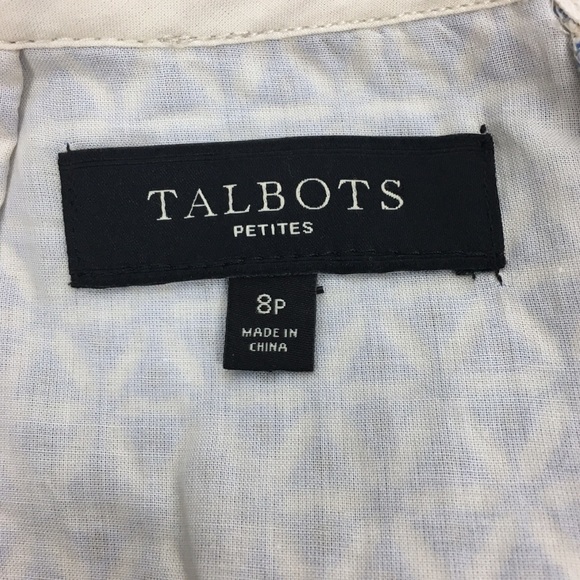 TALBOTS
PETITES
8P
MADE IN
CHINA